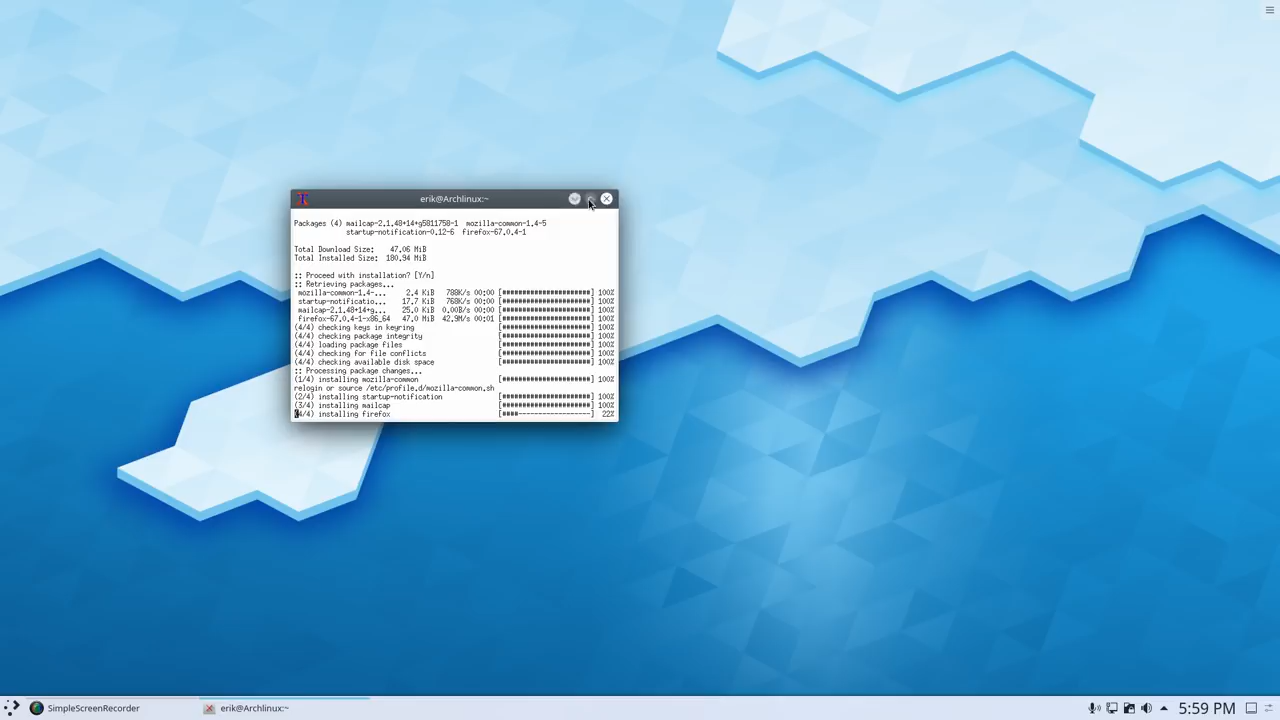 erik@Archlinux:~
Packages (4) mailcap-2.1.48+14+g5811758-1  mozilla-common-1.4-5
startup-notification-0.12-6  firefox-67.0.4-1
Total Download Size:    47.06 MiB
Total Installed Size:  180.94 MiB
:: Proceed with installation? [Y/n]
:: Retrieving packages...
mozilla-common-1.4-...     2.4 KiB   788K/s 00:00 [######################] 100%
startup-notificatio...    17.7 KiB   768K/s 00:00 [######################] 100%
mailcap-2.1.48+14+g...    25.0 KiB  0.00B/s 00:00 [######################] 100%
firefox-67.0.4-1-x86_64   47.0 MiB  42.9M/s 00:01 [######################] 100%
(4/4) checking keys in keyring [######################] 100%
(4/4) checking package integrity [######################] 100%
(4/4) loading package files [######################] 100%
(4/4) checking for file conflicts [######################] 100%
(4/4) checking available disk space [######################] 100%
:: Processing package changes...
(1/4) installing mozilla-common [######################] 100%
relogin or source /etc/profile.d/mozilla-common.sh
(2/4) installing startup-notification [######################] 100%
(3/4) installing mailcap [######################] 100%
(4/4) installing firefox [####------------------] 22%
SimpleScreenRecorder
erik@Archlinux:~
5:59 PM